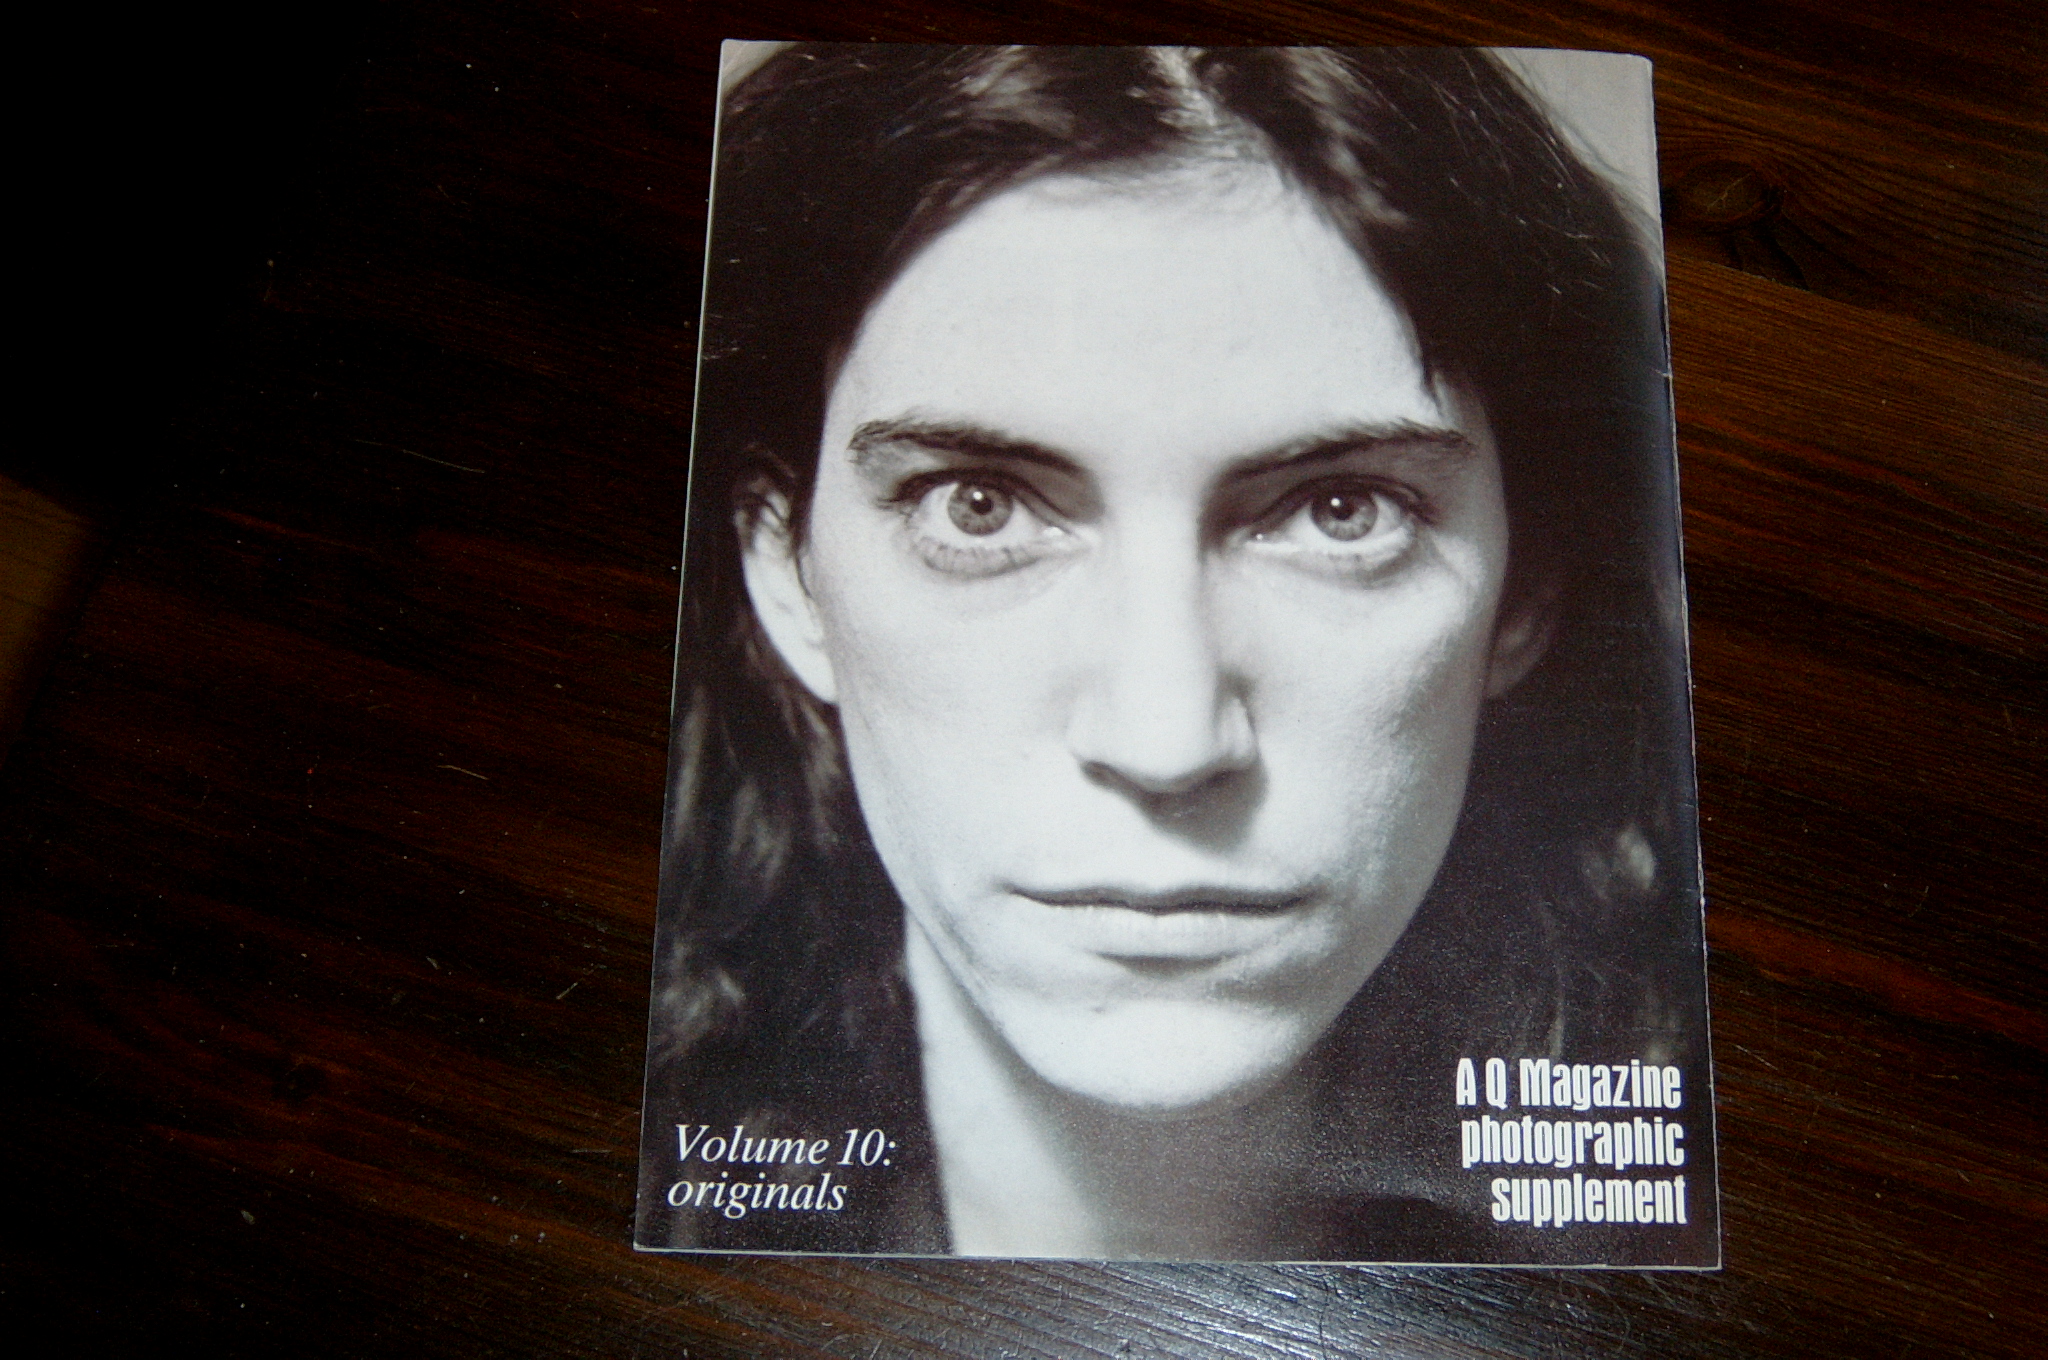 Volume 10:
originals
A Q Magazine
photographic
supplement